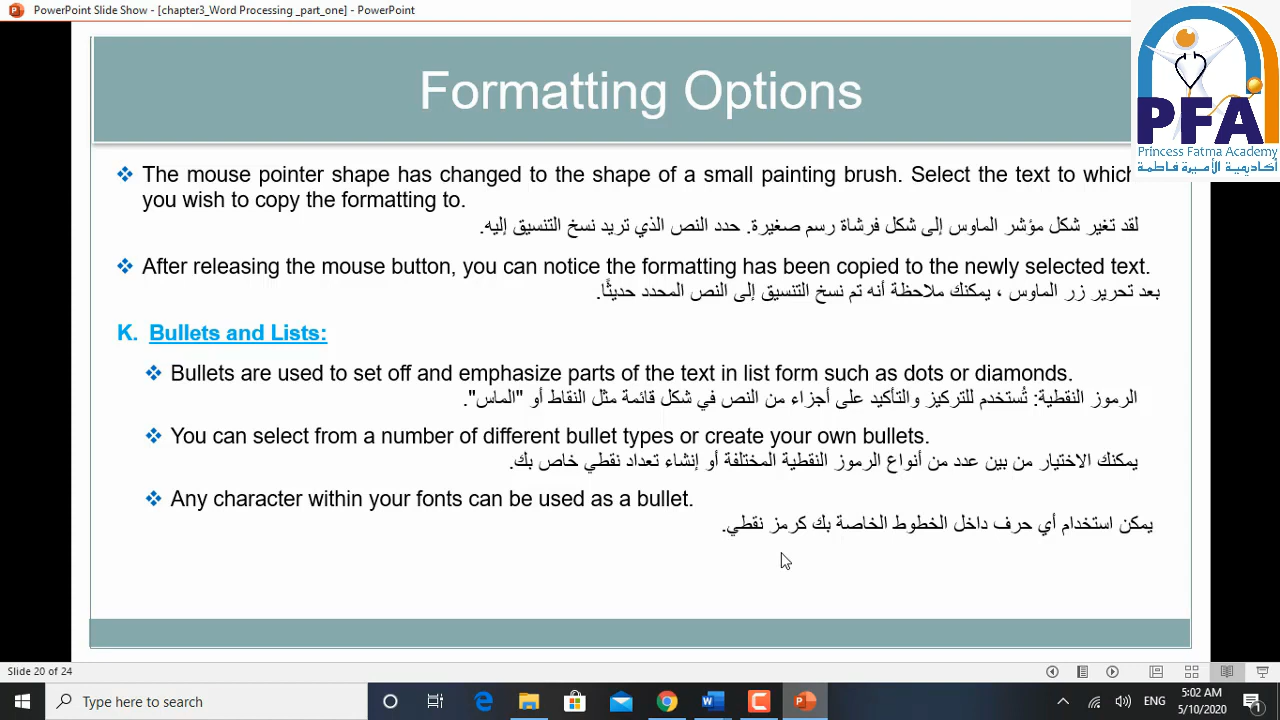 PowerPoint Slide Show - [chapter3_Word Processing _part_one] - PowerPoint
PFA
Princess Fatma Academy
أكاديمية الأميرة فاطمة
Formatting Options
The mouse pointer shape has changed to the shape of a small painting brush. Select the text to which
you wish to copy the formatting to.
لقد تغير شكل مؤشر الماوس إلى شكل فرشاة رسم صغيرة. حدد النص الذي تريد نسخ التنسيق إليه.
After releasing the mouse button, you can notice the formatting has been copied to the newly selected text.
بعد تحرير زر الماوس ، يمكنك ملاحظة أنه تم نسخ التنسيق إلى النص المحدد حديثًا.
K. Bullets and Lists:
Bullets are used to set off and emphasize parts of the text in list form such as dots or diamonds.
الرموز النقطية: تُستخدم للتركيز والتأكيد على أجزاء من النص في شكل قائمة مثل النقاط أو "الماس".
You can select from a number of different bullet types or create your own bullets.
يمكنك الاختيار من بين عدد من أنواع الرموز النقطية المختلفة أو إنشاء تعداد نقطي خاص بك.
Any character within your fonts can be used as a bullet.
يمكن استخدام أي حرف داخل الخطوط الخاصة بك كرمز نقطي.
Slide 20 of 24
Type here to search
ENG
5:02 AM
5/10/2020
1